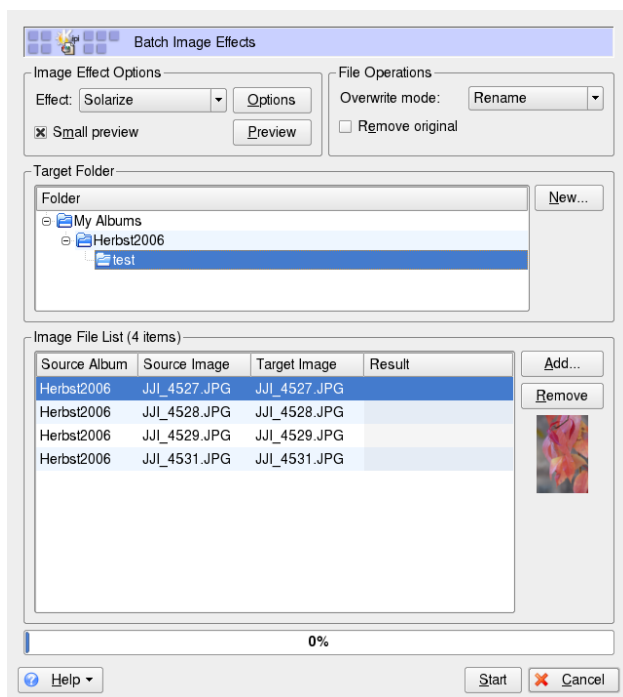 Batch Image Effects
Image Effect Options
Effect: Solarize Options
Small preview Preview
File Operations
Overwrite mode: Rename
Remove original
Target Folder
Folder New...
My Albums
Herbst2006
test
Image File List (4 items)
Source Album Source Image Target Image Result Add...
Remove
Herbst2006 JJI_4527.JPG JJI_4527.JPG
Herbst2006 JJI_4528.JPG JJI_4528.JPG
Herbst2006 JJI_4529.JPG JJI_4529.JPG
Herbst2006 JJI_4531.JPG JJI_4531.JPG
0%
Help Start Cancel